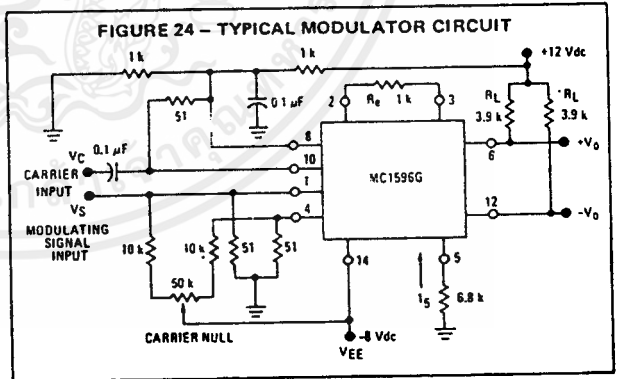 FIGURE 24 – TYPICAL MODULATOR CIRCUIT
1 k
1 k
+12 Vdc
51
0.1 µF
2
Re
1 k
3
RL
3.9 k
RL
3.9 k
0.1 µF
VC
CARRIER
INPUT
VS
MODULATING
SIGNAL
INPUT
8
10
1
4
MC1596G
6
+Vo
12
-Vo
10 k
10 k
51
51
14
5
I5
6.8 k
50 k
CARRIER NULL
-8 Vdc
VEE